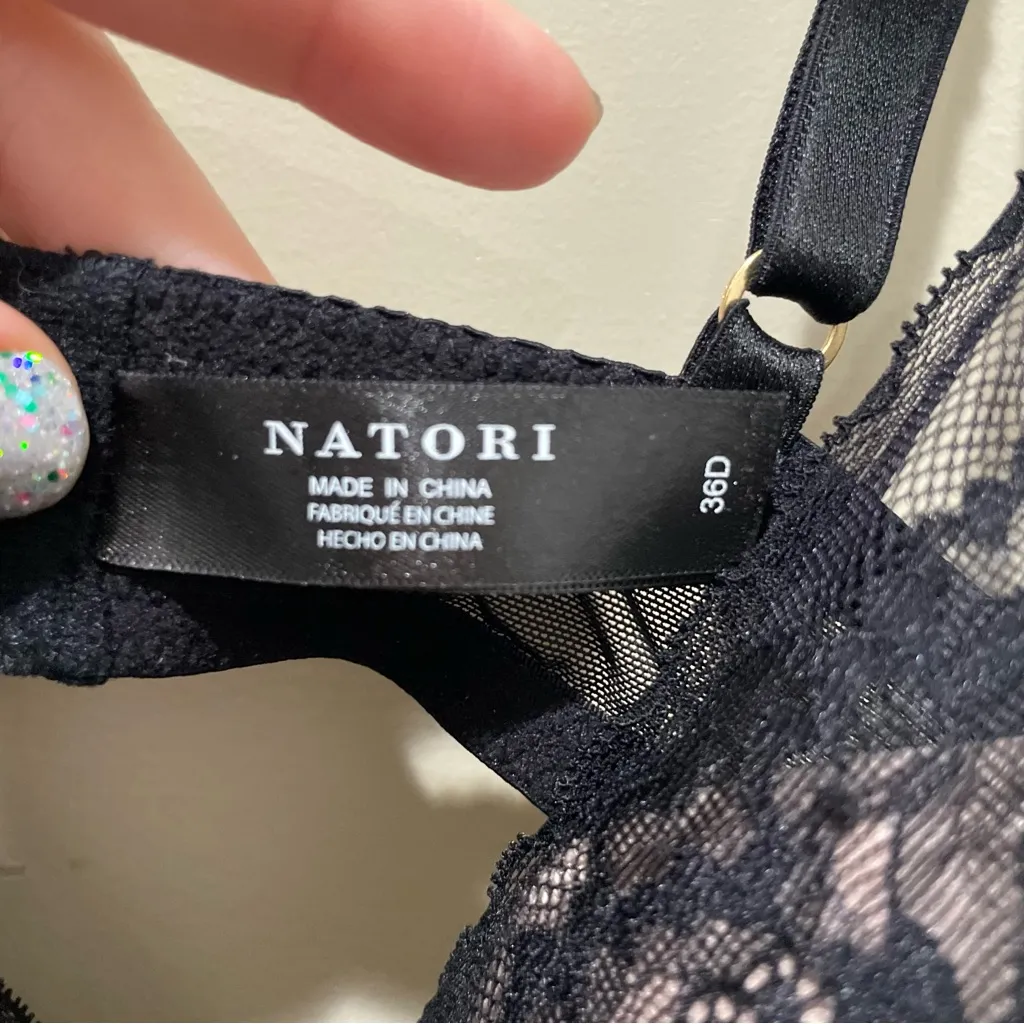 NATORI
MADE IN CHINA
FABRIQUÉ EN CHINE
HECHO EN CHINA
36D